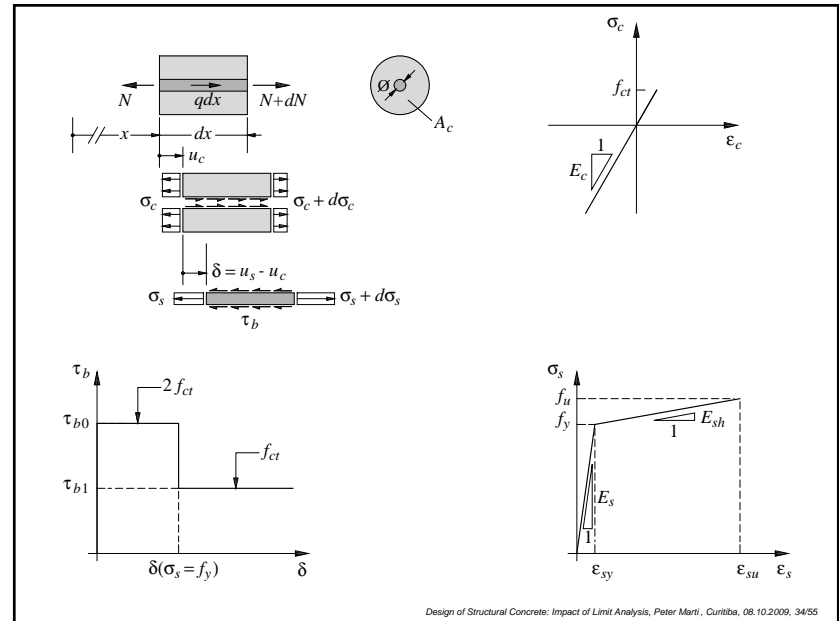 N
qdx
N+dN
x
dx
u_c
Ø
A_c
σ_c
σ_c + dσ_c
δ = u_s - u_c
σ_s
σ_s + dσ_s
τ_b
σ_c
f_ct
ε_c
1
E_c
τ_b
2 f_ct
τ_b0
f_ct
τ_b1
δ(σ_s = f_y)
δ
σ_s
f_u
f_y
E_sh
1
E_s
1
ε_sy
ε_su
ε_s
Design of Structural Concrete: Impact of Limit Analysis, Peter Marti , Curitiba, 08.10.2009, 34/55